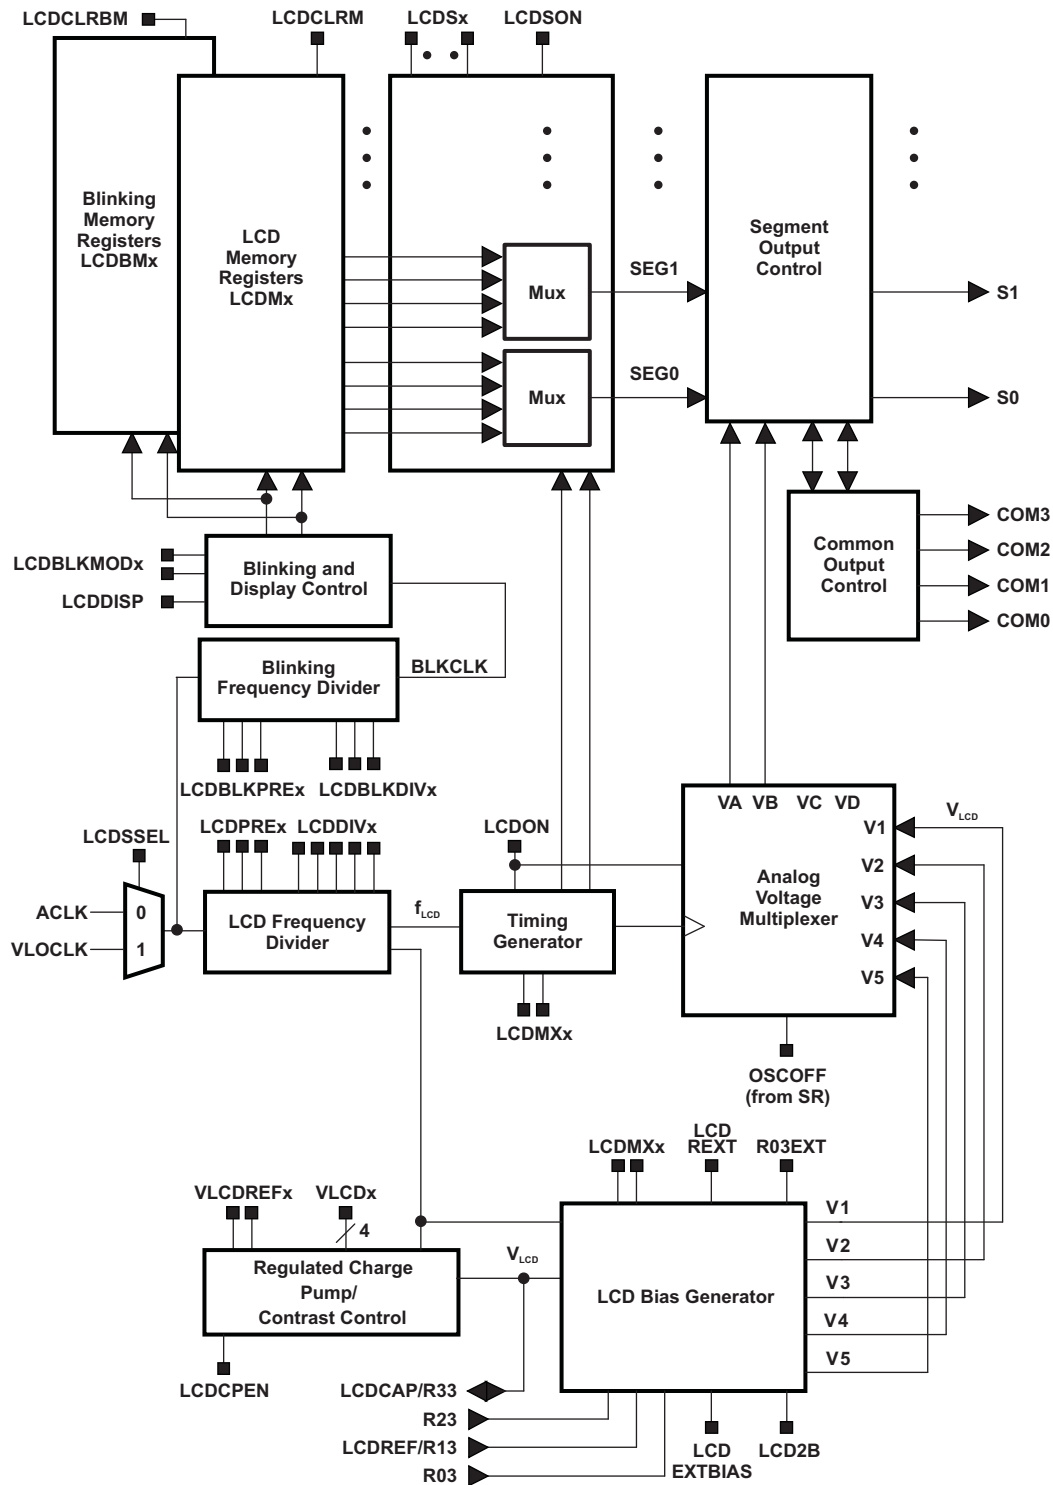 LCDCLRBM
LCDCLRM
LCDSx
LCDSON
Blinking
Memory
Registers
LCDBMx
LCD
Memory
Registers
LCDMx
Mux
SEG1
Segment
Output
Control
S1
Mux
SEG0
S0
COM3
COM2
COM1
COM0
Common
Output
Control
LCDBLKMODx
LCDDISP
Blinking and
Display Control
Blinking
Frequency Divider
BLKCLK
LCDBLKPREx
LCDBLKDIVx
LCDSSEL
LCDPREx
LCDDIVx
LCDON
ACLK
VLOCLK
0
1
LCD Frequency
Divider
fLCD
Timing
Generator
LCDMXx
VA VB VC VD
Analog
Voltage
Multiplexer
V1
V2
V3
V4
V5
VLCD
OSCOFF
(from SR)
LCDMXx
LCD
REXT
R03EXT
VLCDREFx
VLCDx
4
Regulated Charge
Pump/
Contrast Control
VLCD
LCD Bias Generator
V1
V2
V3
V4
V5
LCDCPEN
LCDCAP/R33
R23
LCDREF/R13
R03
LCD
EXTBIAS
LCD2B